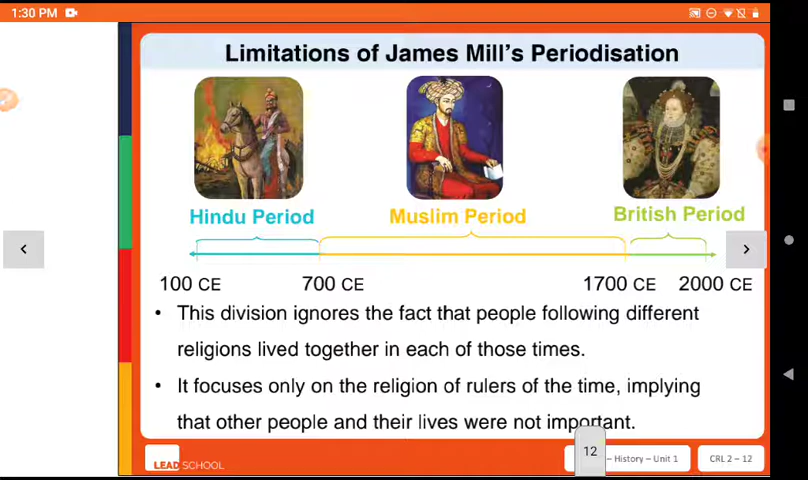 1:30 PM
Limitations of James Mill's Periodisation
Hindu Period
Muslim Period
British Period
100 CE
700 CE
1700 CE
2000 CE
• This division ignores the fact that people following different
religions lived together in each of those times.
• It focuses only on the religion of rulers of the time, implying
that other people and their lives were not important.
LEAD SCHOOL
12
– History – Unit 1
CRL 2 – 12